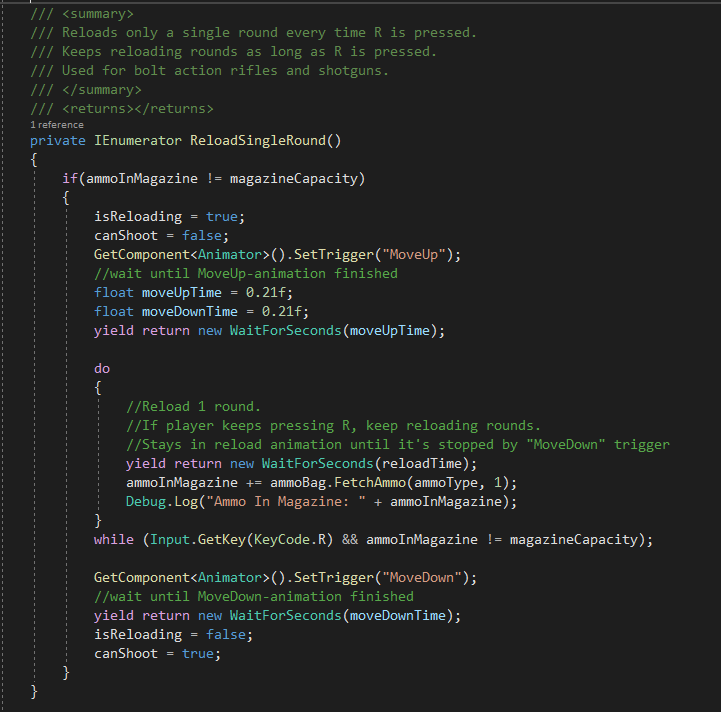 /// <summary>
/// Reloads only a single round every time R is pressed.
/// Keeps reloading rounds as long as R is pressed.
/// Used for bolt action rifles and shotguns.
/// </summary>
/// <returns></returns>
1 reference
private IEnumerator ReloadSingleRound()
{
    if(ammoInMagazine != magazineCapacity)
    {
        isReloading = true;
        canShoot = false;
        GetComponent<Animator>().SetTrigger("MoveUp");
        //wait until MoveUp-animation finished
        float moveUpTime = 0.21f;
        float moveDownTime = 0.21f;
        yield return new WaitForSeconds(moveUpTime);

        do
        {
            //Reload 1 round.
            //If player keeps pressing R, keep reloading rounds.
            //Stays in reload animation until it's stopped by "MoveDown" trigger
            yield return new WaitForSeconds(reloadTime);
            ammoInMagazine += ammoBag.FetchAmmo(ammoType, 1);
            Debug.Log("Ammo In Magazine: " + ammoInMagazine);
        }
        while (Input.GetKey(KeyCode.R) && ammoInMagazine != magazineCapacity);

        GetComponent<Animator>().SetTrigger("MoveDown");
        //wait until MoveDown-animation finished
        yield return new WaitForSeconds(moveDownTime);
        isReloading = false;
        canShoot = true;
    }
}